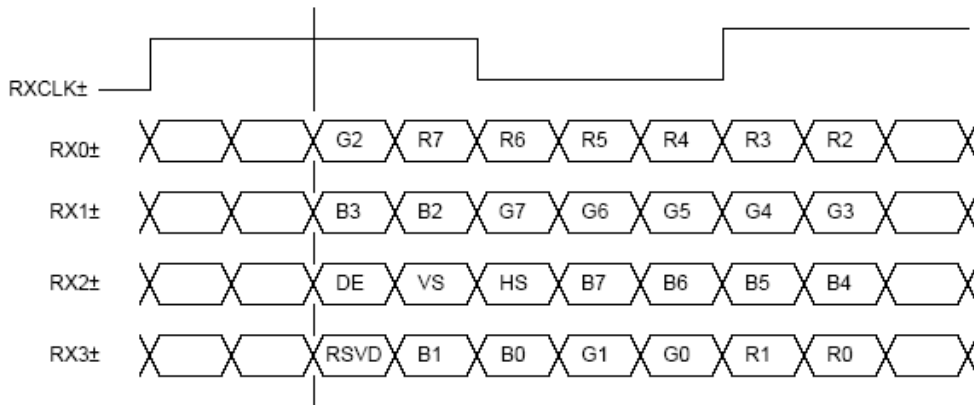 RXCLK±
RX0± G2 R7 R6 R5 R4 R3 R2
RX1± B3 B2 G7 G6 G5 G4 G3
RX2± DE VS HS B7 B6 B5 B4
RX3± RSVD B1 B0 G1 G0 R1 R0